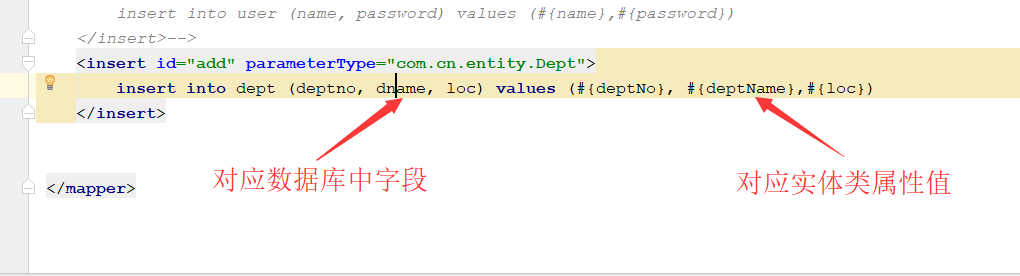 insert into user (name, password) values (#{name},#{password})
</insert>-->
<insert id="add" parameterType="com.cn.entity.Dept">
insert into dept (deptno, dname, loc) values (#{deptNo}, #{deptName},#{loc})
</insert>
对应数据库中字段
对应实体类属性值
</mapper>